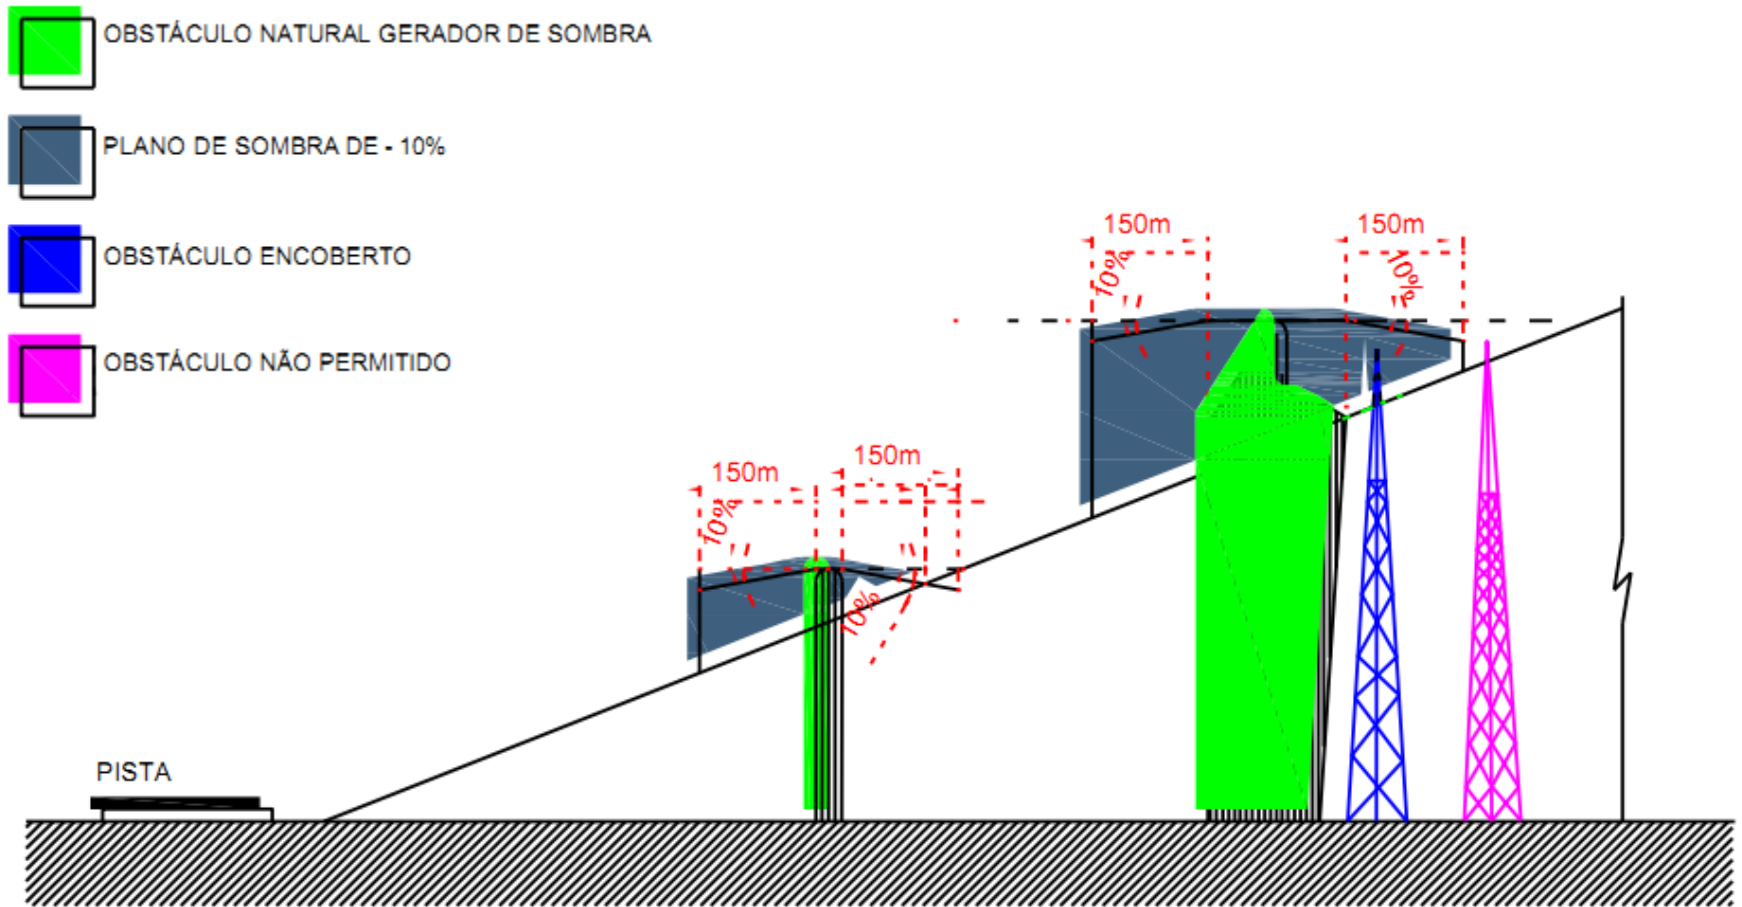 OBSTÁCULO NATURAL GERADOR DE SOMBRA
PLANO DE SOMBRA DE - 10%
OBSTÁCULO ENCOBERTO
OBSTÁCULO NÃO PERMITIDO
150m
150m
10%
10%
150m
150m
10%
10%
PISTA